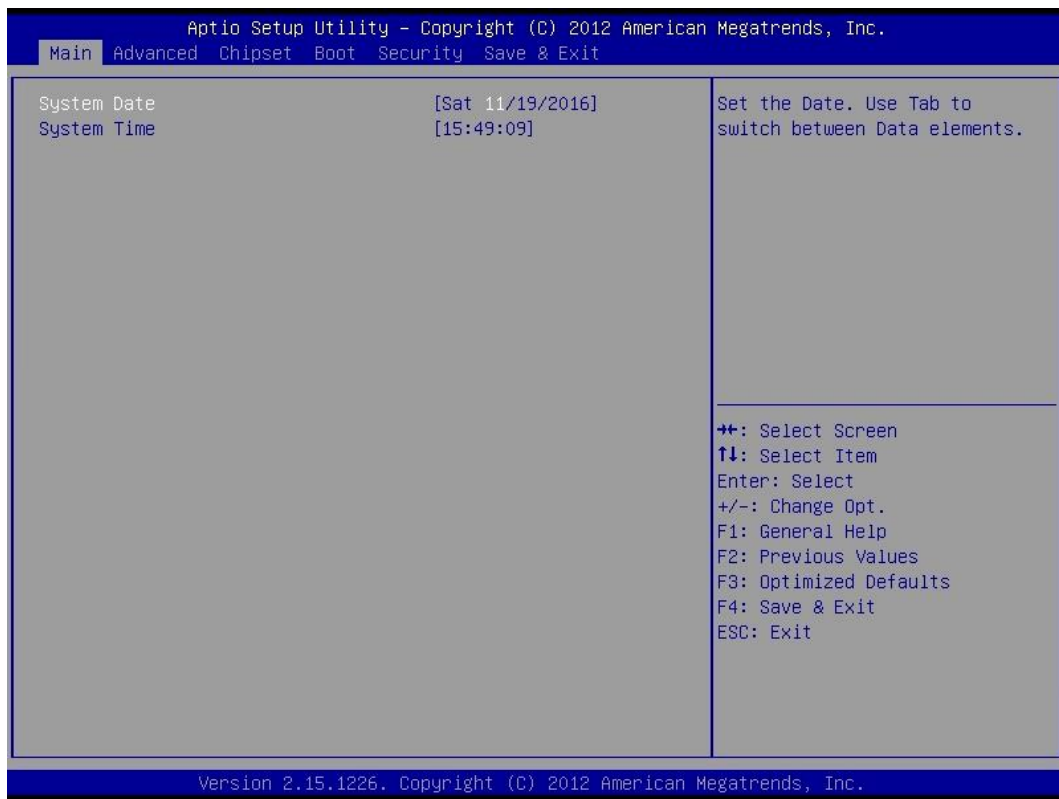 Aptio Setup Utility – Copyright (C) 2012 American Megatrends, Inc.
Main Advanced Chipset Boot Security Save & Exit
System Date [Sat 11/19/2016]
System Time [15:49:09]
Set the Date. Use Tab to
switch between Data elements.
→←: Select Screen
↑↓: Select Item
Enter: Select
+/-: Change Opt.
F1: General Help
F2: Previous Values
F3: Optimized Defaults
F4: Save & Exit
ESC: Exit
Version 2.15.1226. Copyright (C) 2012 American Megatrends, Inc.